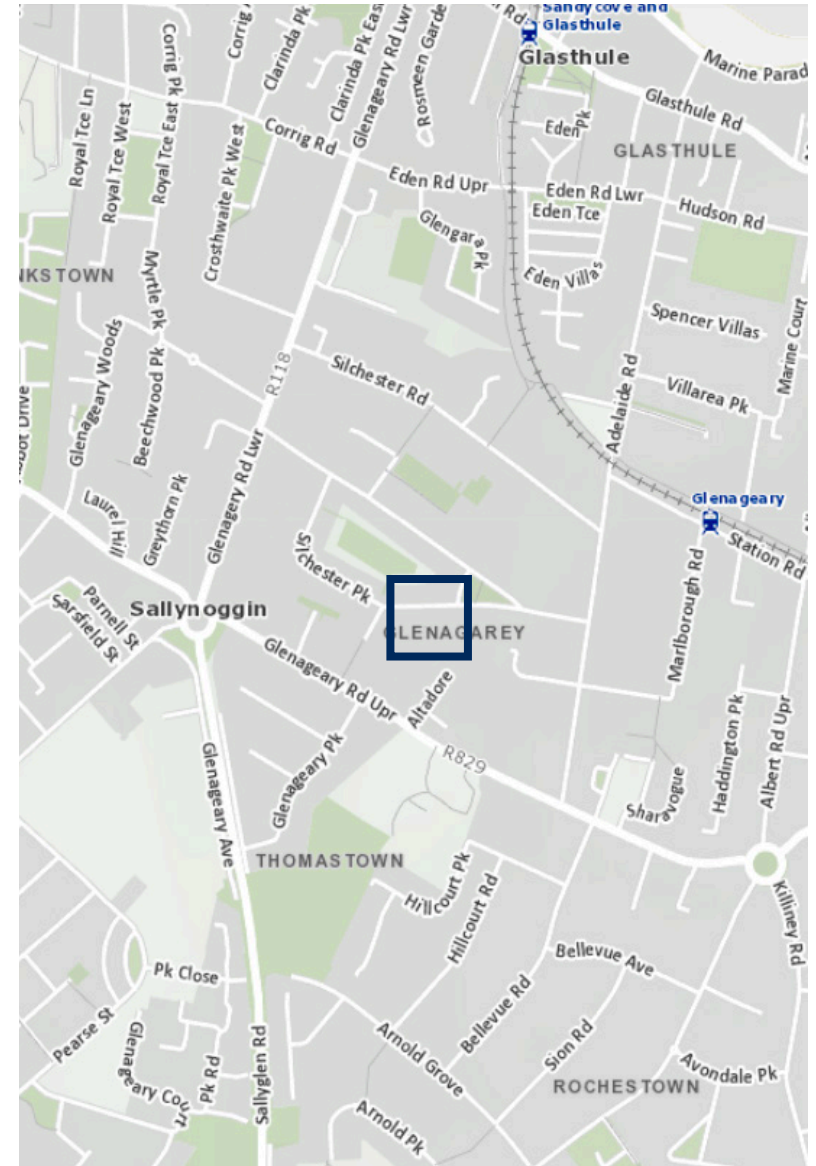 Sandycove and
Glasthule
Glasthule
Marine Parad
Glasthule Rd
GLASTHULE
Eden Pk
Corrig Pk
Corrig
Clarinda Pk
Clarinda Pk Eas
Glenageary Rd Lwr
Rosmeen Garde
Royal Tce Ln
Royal Tce West
Royal Tce East
Crosthwaite Pk West
Corrig Rd
Eden Rd Upr
Eden Rd Lwr
Eden Tce
Hudson Rd
Glengara Pk
Eden Villas
NKSTOWN
Myrtle Pk
Spencer Villas
Marine Court
Glenageary Woods
Beechwood Pk
R118
Silchester Rd
Adelaide Rd
Villarea Pk
bbot Drive
Laurel Hill
Greythorn Pk
Glenagery Rd Lwr
Glenageary
Station Rd
Silchester Pk
Sallynoggin
Parnell St
Sarsfield St
GLENAGAREY
Marlborough Rd
Glenageary Rd Upr
Altadore
R829
Glenageary Pk
Glenageary Ave
Haddington Pk
Albert Rd Upr
Sharavogue
THOMASTOWN
Hillcourt Pk
Hillcourt Rd
Killiney Rd
Pk Close
Bellevue Ave
Bellevue Rd
Pearse St
Glenageary Court
Pk Rd
Sallyglen Rd
Arnold Grove
Sion Rd
Avondale Pk
ROCHESTOWN
Arnold Pk